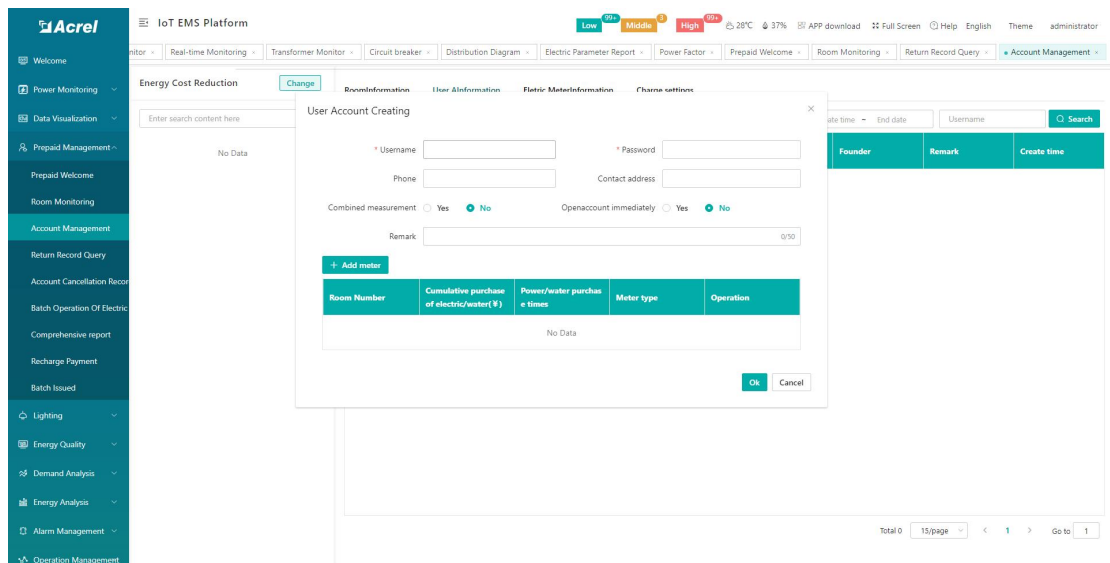 Acrel
IoT EMS Platform
Low 99+ Middle 3 High 99+ 28℃ 37% APP download Full Screen Help English Theme administrator
nitor × Real-time Monitoring × Transformer Monitor × Circuit breaker × Distribution Diagram × Electric Parameter Report × Power Factor × Prepaid Welcome × Room Monitoring × Return Record Query × Account Management ×
Welcome
Power Monitoring
Data Visualization
Prepaid Management
Prepaid Welcome
Room Monitoring
Account Management
Return Record Query
Account Cancellation Recor
Batch Operation Of Electric
Comprehensive report
Recharge Payment
Batch Issued
Lighting
Energy Quality
Demand Analysis
Energy Analysis
Alarm Management
Operation Management
Energy Cost Reduction Change
Enter search content here
No Data
RoomInformation User AInformation Eletric MeterInformation Charge settings
ate time - End date Username Search
Founder Remark Create time
User Account Creating ×
* Username * Password
Phone Contact address
Combined measurement Yes No Openaccount immediately Yes No
Remark 0/50
+ Add meter
Room Number Cumulative purchase of electric/water(¥) Power/water purchas e times Meter type Operation
No Data
Ok Cancel
Total 0 15/page < 1 > Go to 1